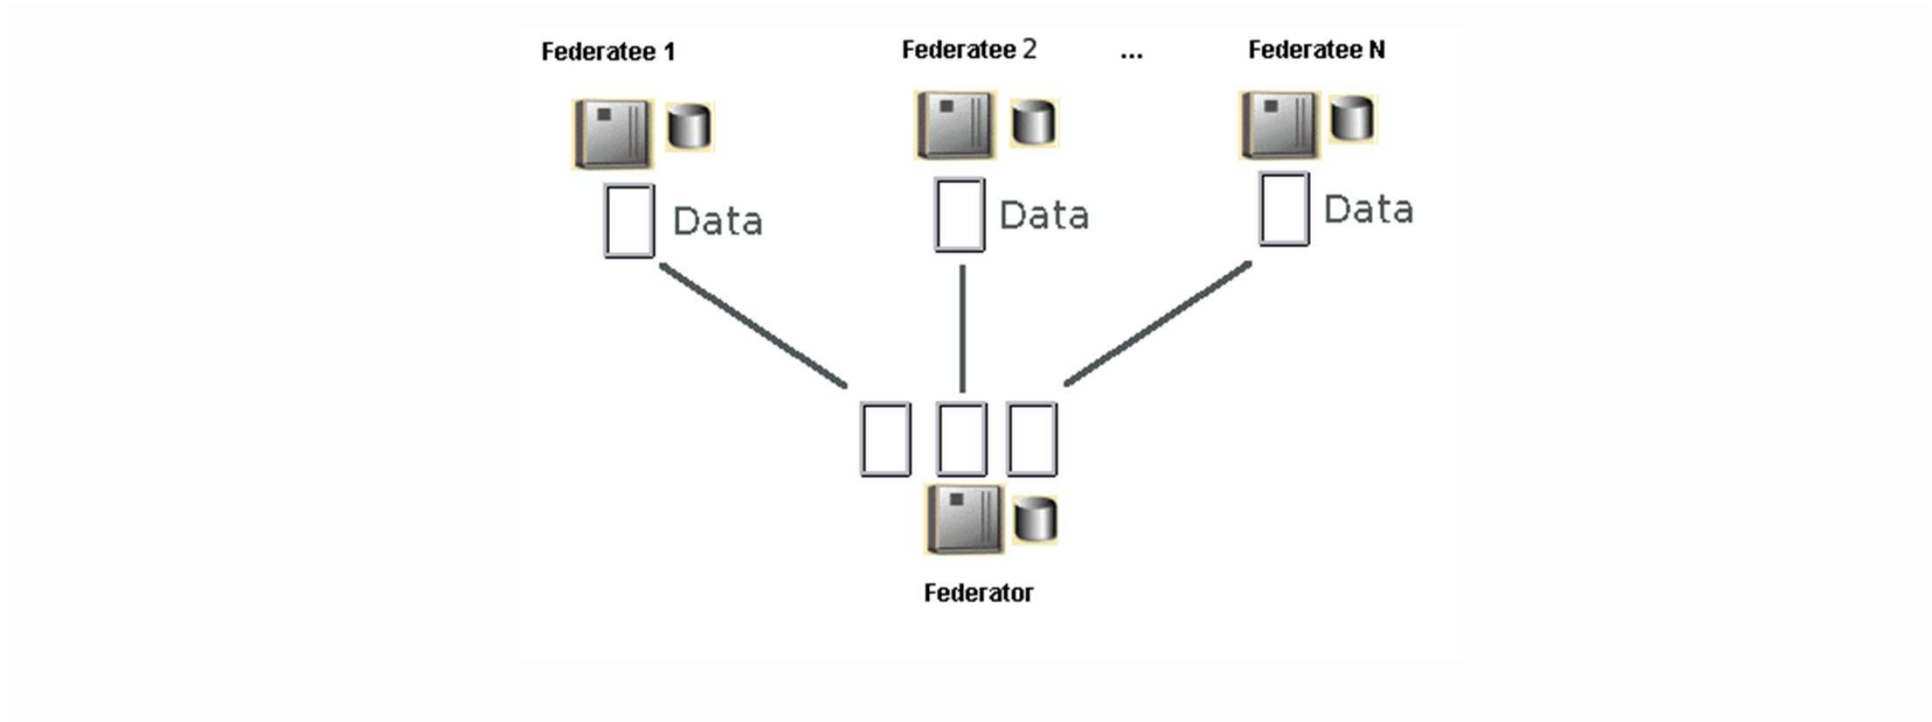 Federatee 1
Federatee 2
...
Federatee N
Data
Data
Data
Federator